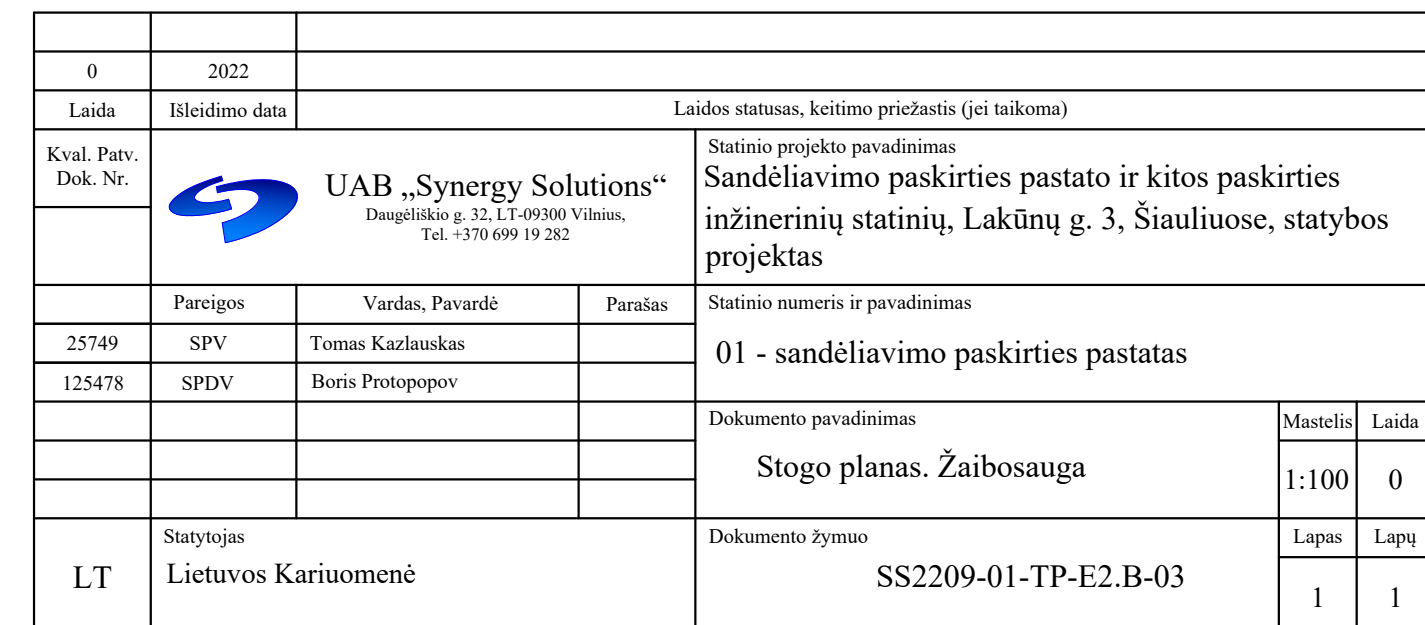 0 2022
Laida Išleidimo data Laidos statusas, keitimo priežastis (jei taikoma)
Kval. Patv.
Dok. Nr.
UAB „Synergy Solutions“
Daugėliškio g. 32, LT-09300 Vilnius,
Tel. +370 699 19 282
Statinio projekto pavadinimas
Sandėliavimo paskirties pastato ir kitos paskirties
inžinerinių statinių, Lakūnų g. 3, Šiauliuose, statybos
projektas
Pareigos Vardas, Pavardė Parašas
25749 SPV Tomas Kazlauskas
125478 SPDV Boris Protopopov
Statinio numeris ir pavadinimas
01 - sandėliavimo paskirties pastatas
Dokumento pavadinimas
Stogo planas. Žaibosauga
Mastelis Laida
1:100 0
LT
Statytojas
Lietuvos Kariuomenė
Dokumento žymuo
SS2209-01-TP-E2.B-03
Lapas Lapų
1 1